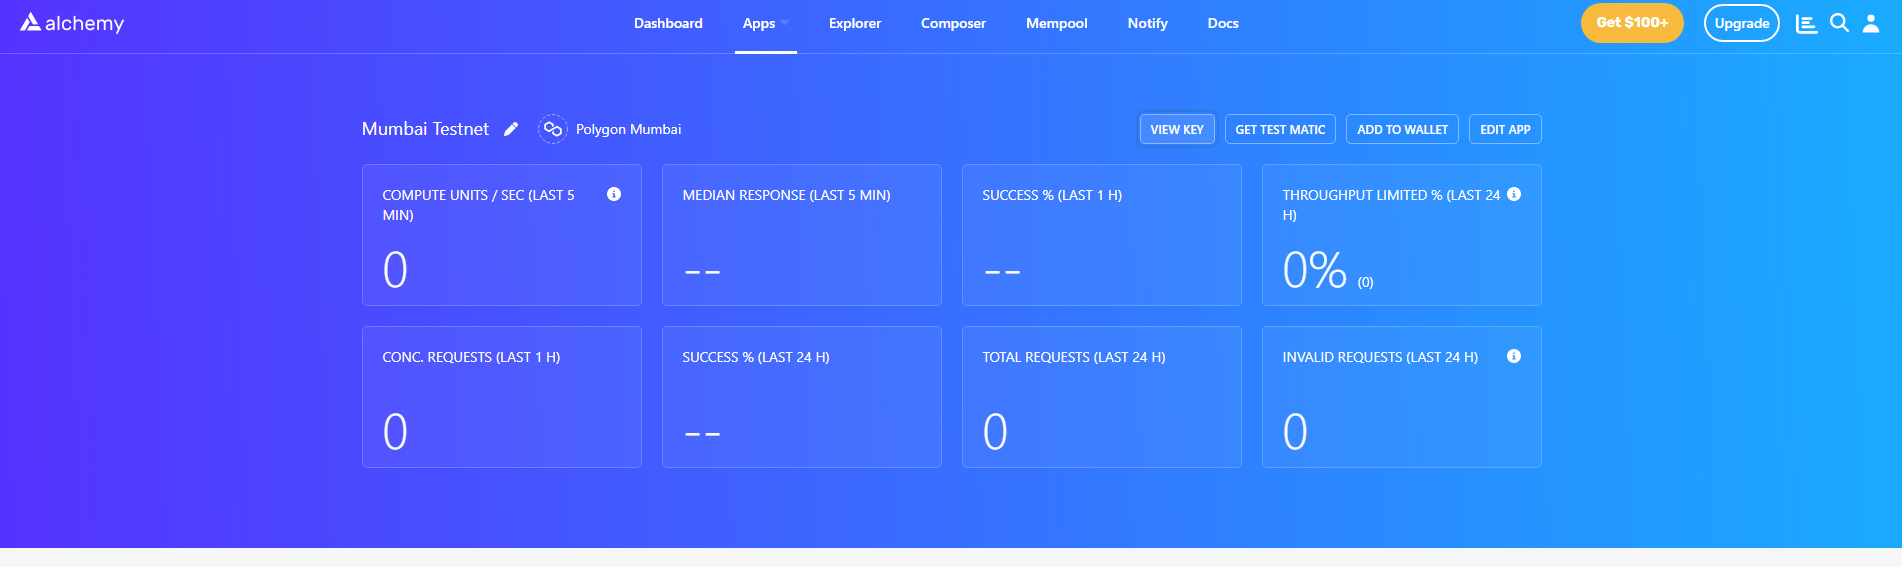 alchemy
Dashboard Apps Explorer Composer Mempool Notify Docs Get $100+ Upgrade
Mumbai Testnet Polygon Mumbai VIEW KEY GET TEST MATIC ADD TO WALLET EDIT APP
COMPUTE UNITS / SEC (LAST 5
MIN)
0
MEDIAN RESPONSE (LAST 5 MIN)
--
SUCCESS % (LAST 1 H)
--
THROUGHPUT LIMITED % (LAST 24
H)
0% (0)
CONC. REQUESTS (LAST 1 H)
0
SUCCESS % (LAST 24 H)
--
TOTAL REQUESTS (LAST 24 H)
0
INVALID REQUESTS (LAST 24 H)
0